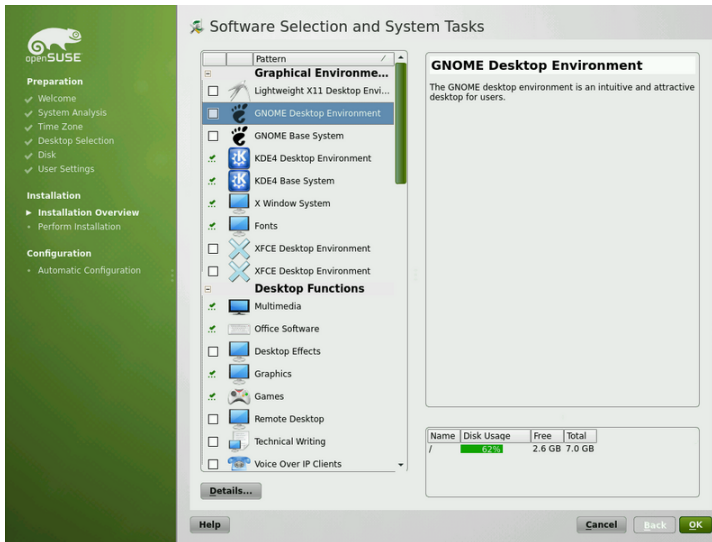 openSUSE
Preparation
Welcome
System Analysis
Time Zone
Desktop Selection
Disk
User Settings
Installation
Installation Overview
Perform Installation
Configuration
Automatic Configuration
Software Selection and System Tasks
Pattern
Graphical Environme...
Lightweight X11 Desktop Envi...
GNOME Desktop Environment
GNOME Base System
KDE4 Desktop Environment
KDE4 Base System
X Window System
Fonts
XFCE Desktop Environment
XFCE Desktop Environment
Desktop Functions
Multimedia
Office Software
Desktop Effects
Graphics
Games
Remote Desktop
Technical Writing
Voice Over IP Clients
Details...
GNOME Desktop Environment
The GNOME desktop environment is an intuitive and attractive
desktop for users.
Name Disk Usage Free Total
/ 62% 2.6 GB 7.0 GB
Help Cancel Back OK